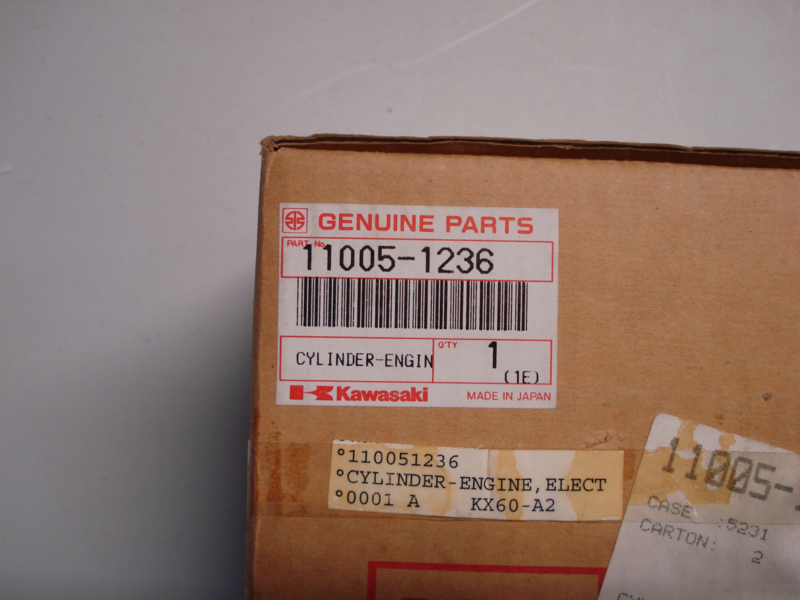 GENUINE PARTS
PART No.
11005-1236
CYLINDER-ENGIN
Q'TY
1
(1E)
Kawasaki
MADE IN JAPAN
°110051236
°CYLINDER-ENGINE,ELECT
°0001 A KX60-A2
11005-
CASE :5231
CARTON: 2